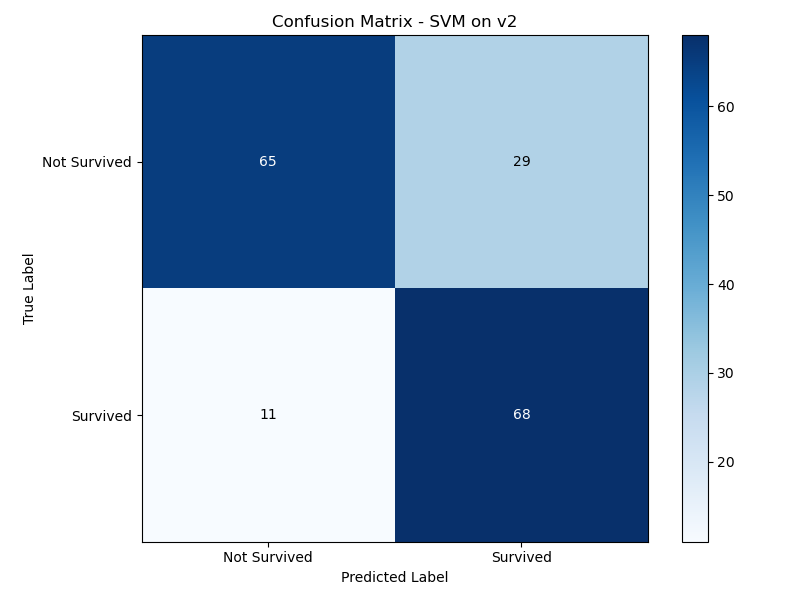 Confusion Matrix - SVM on v2
True Label
Not Survived
65
29
Survived
11
68
Not Survived
Survived
Predicted Label
60
50
40
30
20